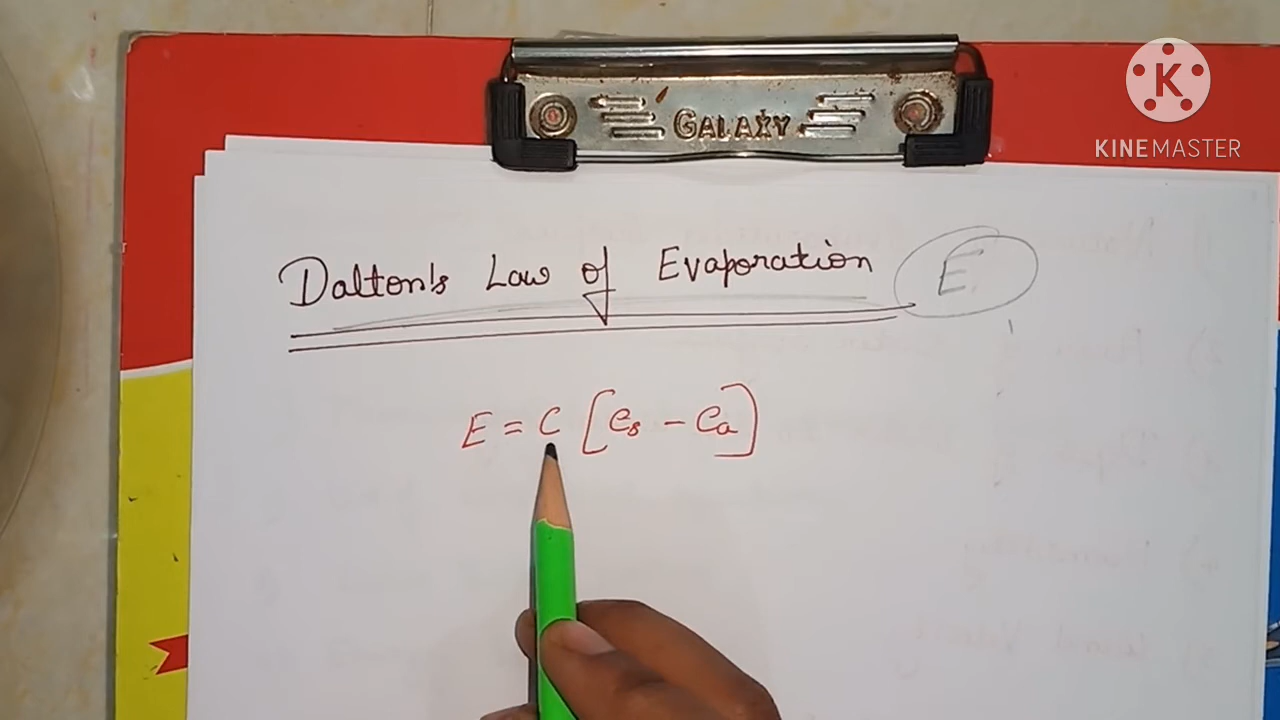 GALAXY
KINEMASTER
Dalton's Law of Evaporation E
E = C [es - ea]